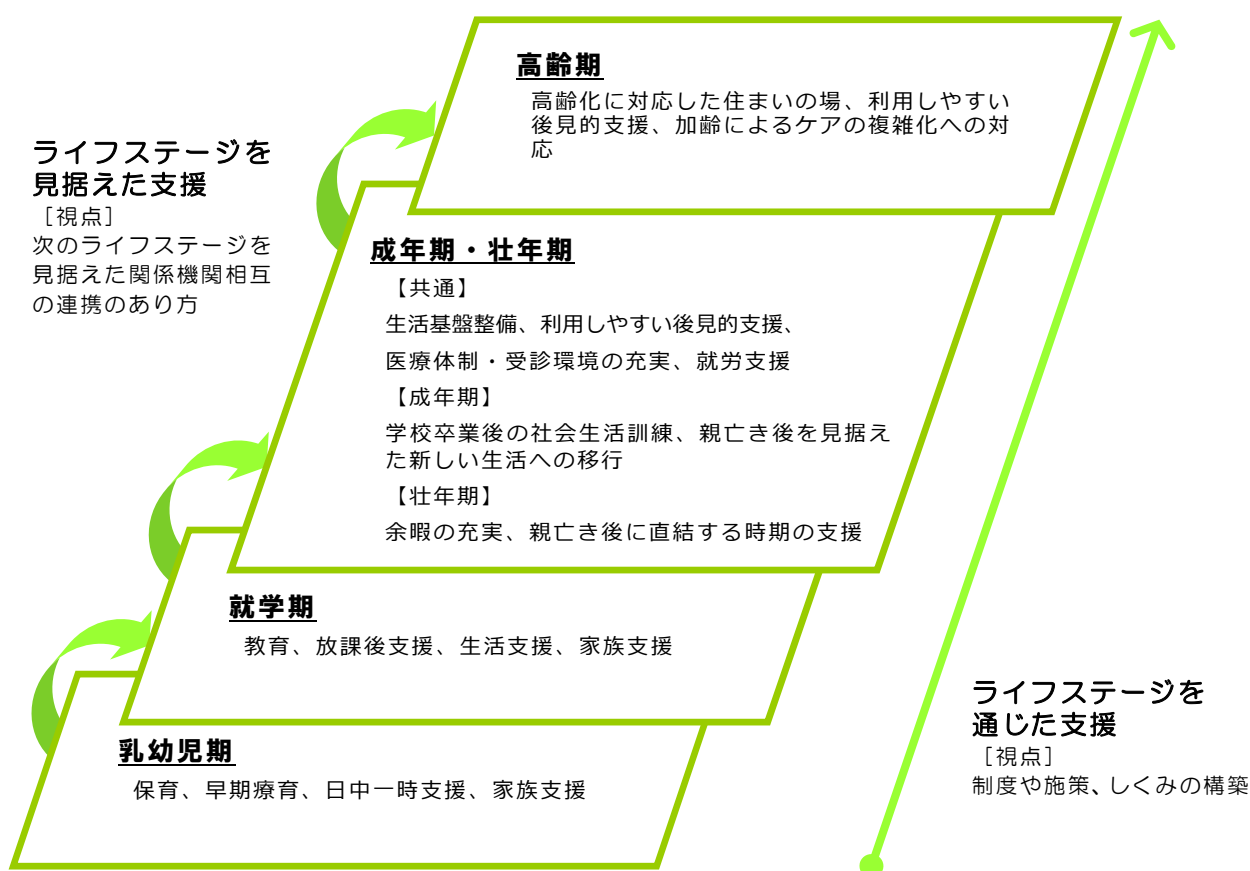 高齢期
高齢化に対応した住まいの場、利用しやすい
後見的支援、加齢によるケアの複雑化への対
応
ライフステージを
見据えた支援
［視点］
次のライフステージを
見据えた関係機関相互
の連携のあり方
成年期・壮年期
【共通】
生活基盤整備、利用しやすい後見的支援、
医療体制・受診環境の充実、就労支援
【成年期】
学校卒業後の社会生活訓練、親亡き後を見据え
た新しい生活への移行
【壮年期】
余暇の充実、親亡き後に直結する時期の支援
就学期
教育、放課後支援、生活支援、家族支援
乳幼児期
保育、早期療育、日中一時支援、家族支援
ライフステージを
通じた支援
［視点］
制度や施策、しくみの構築